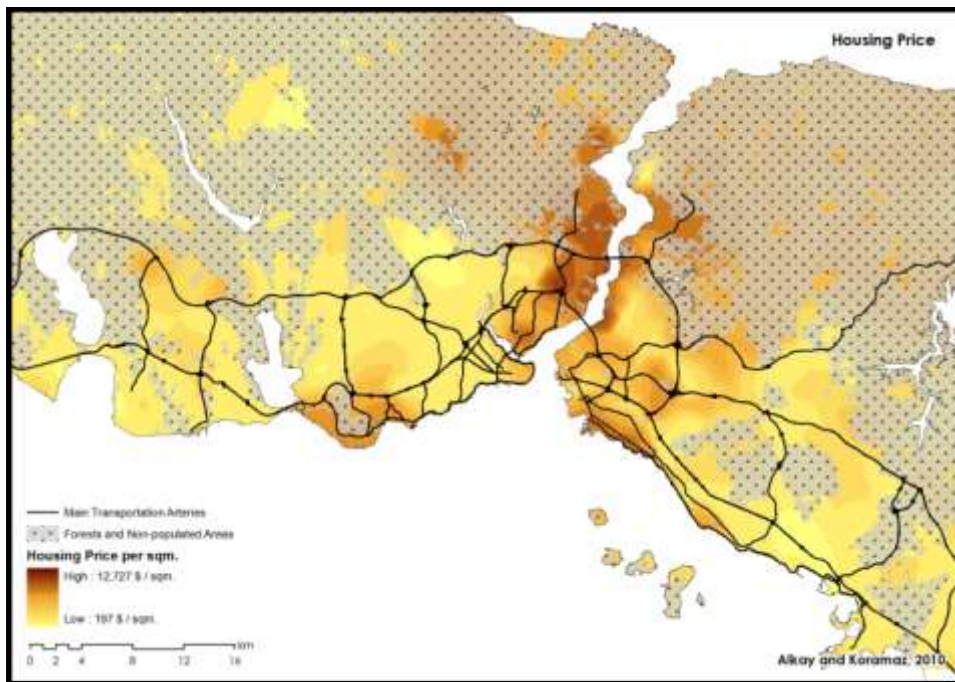 Housing Price
Main Transportation Arteries
Forests and Non-populated Areas
Housing Price per sqm.
High : 12,727 $ / sqm.
Low : 197 $ / sqm.
km
0 2 4 8 12 16
Alkay and Koramaz, 2010